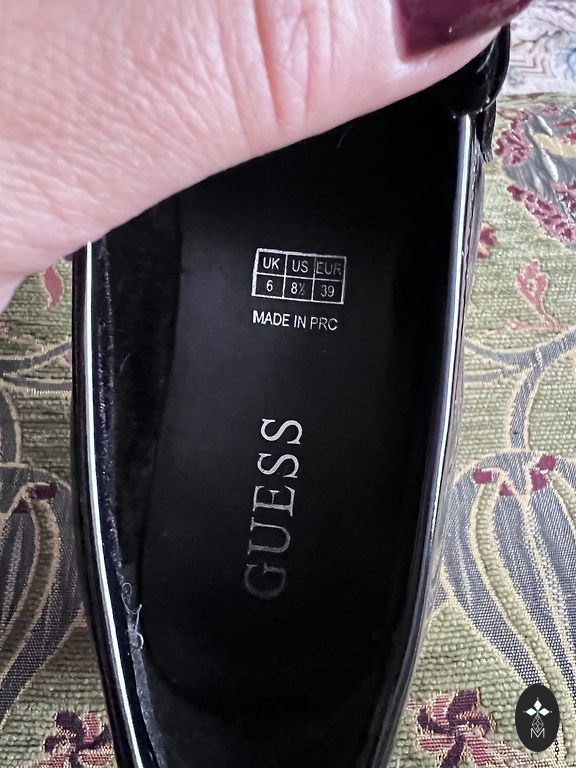 UK US EUR
6 8½ 39
MADE IN PRC
GUESS
M